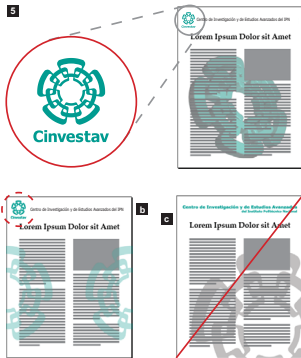 5
Cinvestav
Centro de Investigación y de Estudios Avanzados del IPN
Lorem Ipsum Dolor sit Amet
Cinvestav
Centro de Investigación y de Estudios Avanzados del IPN
Lorem Ipsum Dolor sit Amet
b
c
Centro de Investigación y de Estudios Avanzados
del Instituto Politécnico Nacional
Lorem Ipsum Dolor sit Amet